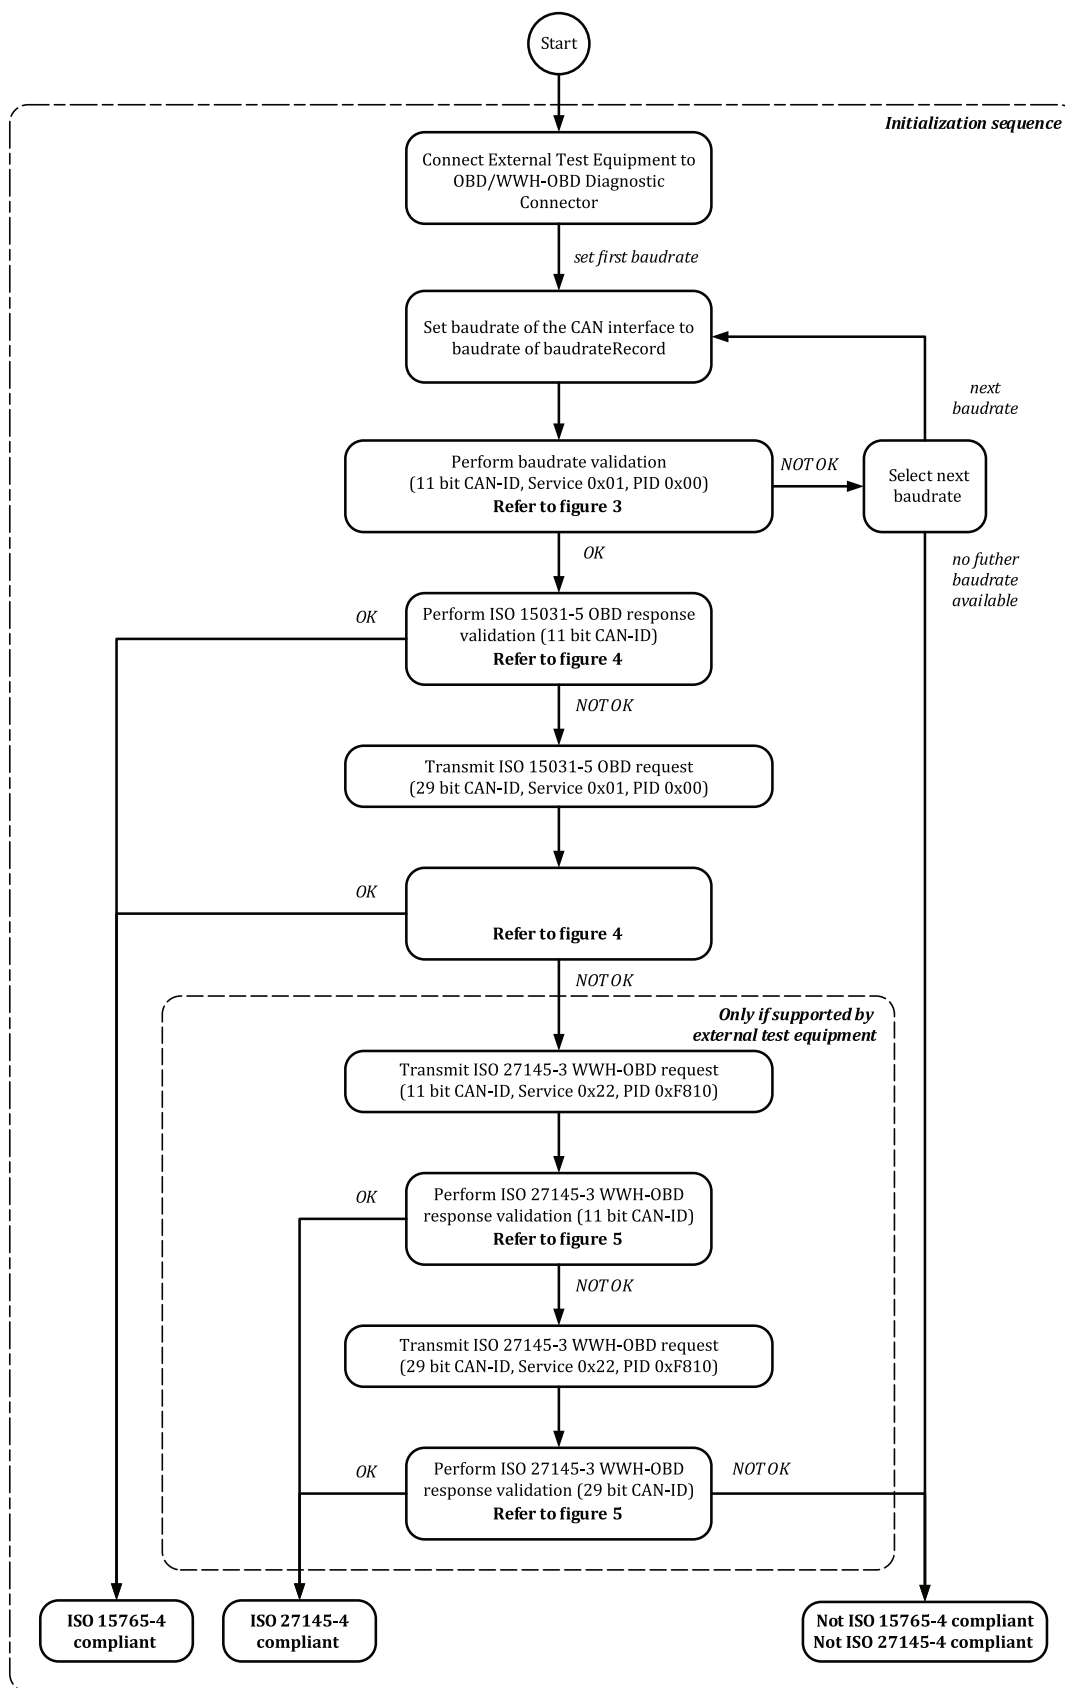 Start
Initialization sequence
Connect External Test Equipment to
OBD/WWH-OBD Diagnostic
Connector
set first baudrate
Set baudrate of the CAN interface to
baudrate of baudrateRecord
next
baudrate
Perform baudrate validation
(11 bit CAN-ID, Service 0x01, PID 0x00)
Refer to figure 3
NOT OK
Select next
baudrate
OK
no futher
baudrate
available
OK
Perform ISO 15031-5 OBD response
validation (11 bit CAN-ID)
Refer to figure 4
NOT OK
Transmit ISO 15031-5 OBD request
(29 bit CAN-ID, Service 0x01, PID 0x00)
OK
Refer to figure 4
NOT OK
Only if supported by
external test equipment
Transmit ISO 27145-3 WWH-OBD request
(11 bit CAN-ID, Service 0x22, PID 0xF810)
OK
Perform ISO 27145-3 WWH-OBD
response validation (11 bit CAN-ID)
Refer to figure 5
NOT OK
Transmit ISO 27145-3 WWH-OBD request
(29 bit CAN-ID, Service 0x22, PID 0xF810)
OK
Perform ISO 27145-3 WWH-OBD
response validation (29 bit CAN-ID)
Refer to figure 5
NOT OK
ISO 15765-4
compliant
ISO 27145-4
compliant
Not ISO 15765-4 compliant
Not ISO 27145-4 compliant